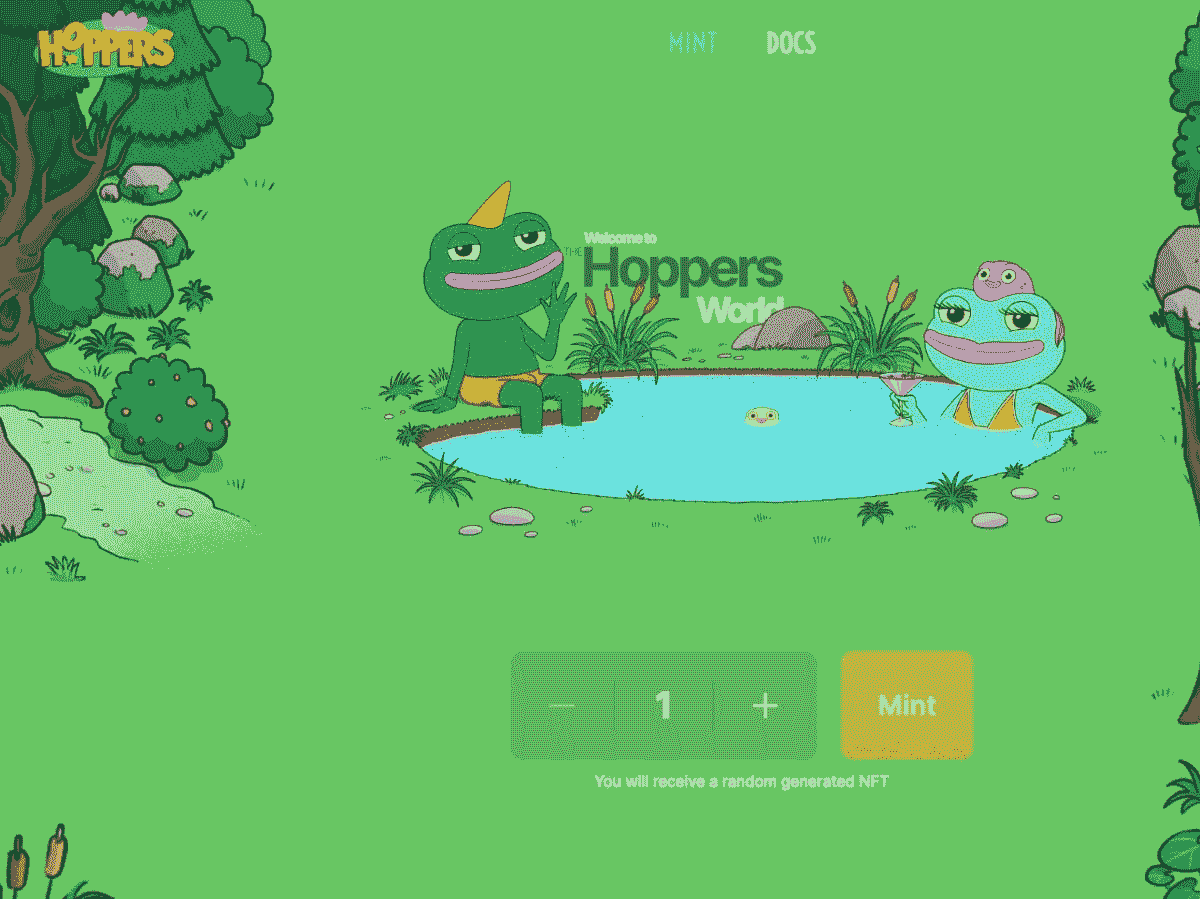 HOPPERS
MINT DOCS
Welcome to
THE Hoppers
World
1
Mint
You will receive a random generated NFT